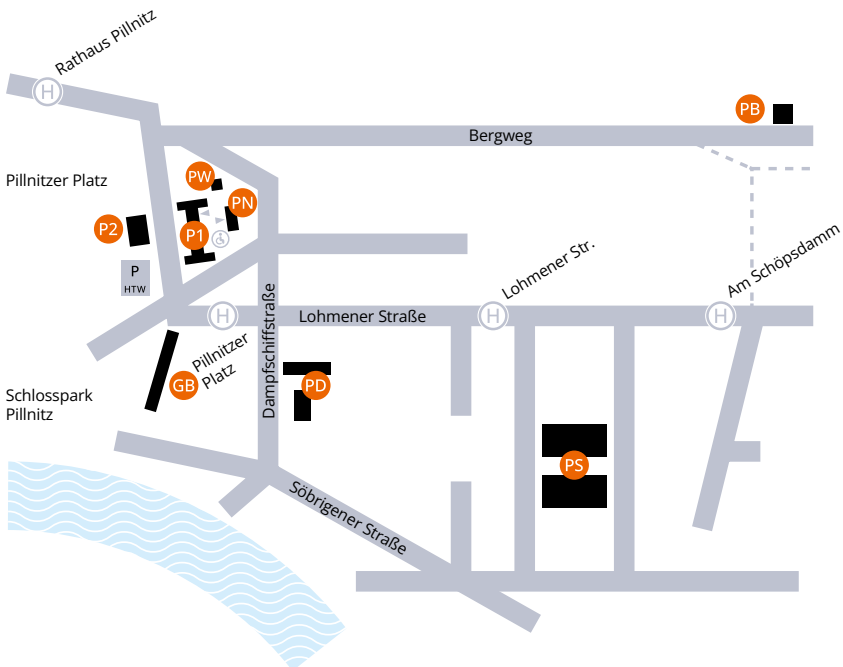 Rathaus Pillnitz
H
PB
Bergweg
Pillnitzer Platz
PW
PN
P2
P1
P
HTW
Lohmener Str.
Am Schöpsdamm
H
Lohmener Straße
H
H
Dampfschiffstraße
Pillnitzer
Platz
GB
PD
Schlosspark
Pillnitz
PS
Söbrigener Straße